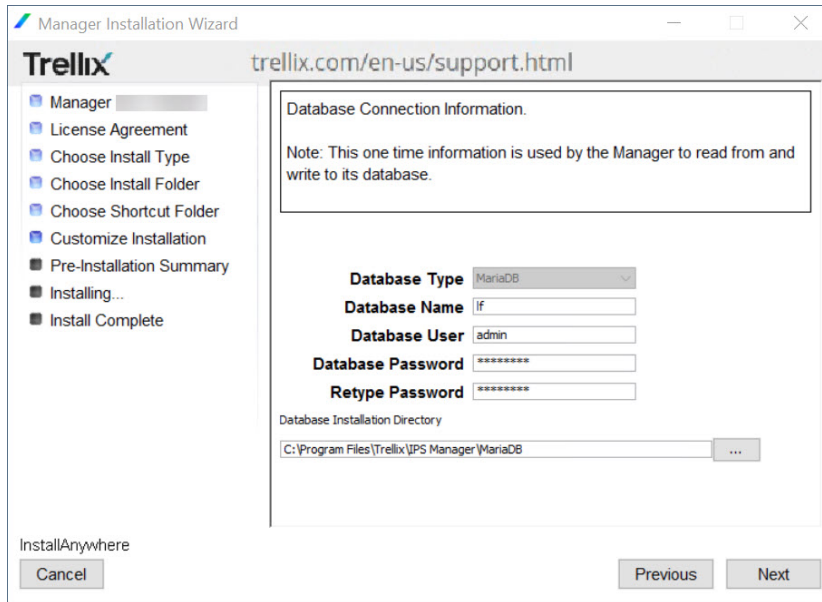 Manager Installation Wizard
Trellix
trellix.com/en-us/support.html
Manager
License Agreement
Choose Install Type
Choose Install Folder
Choose Shortcut Folder
Customize Installation
Pre-Installation Summary
Installing...
Install Complete
Database Connection Information.
Note: This one time information is used by the Manager to read from and
write to its database.
Database Type MariaDB
Database Name lf
Database User admin
Database Password ********
Retype Password ********
Database Installation Directory
C:\Program Files\Trellix\IPS Manager\MariaDB ...
InstallAnywhere
Cancel Previous Next